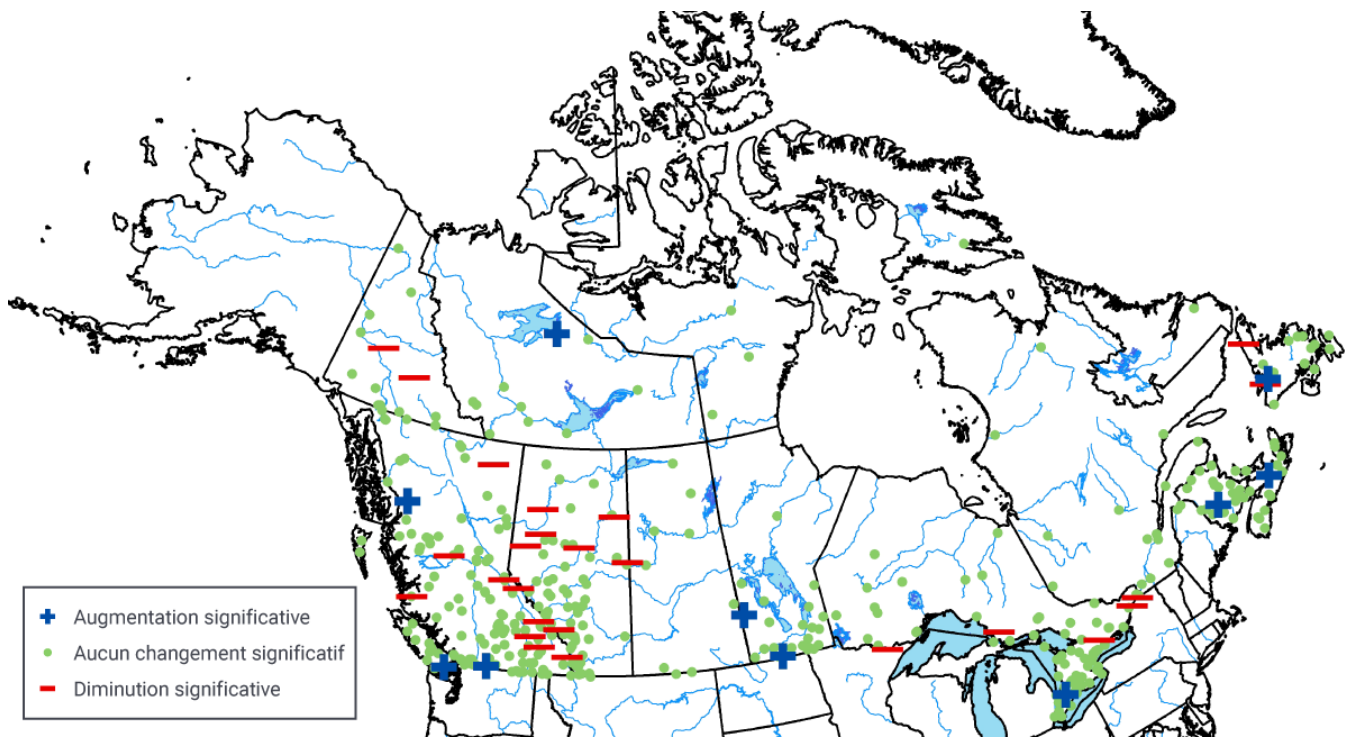 Augmentation significative
Aucun changement significatif
Diminution significative